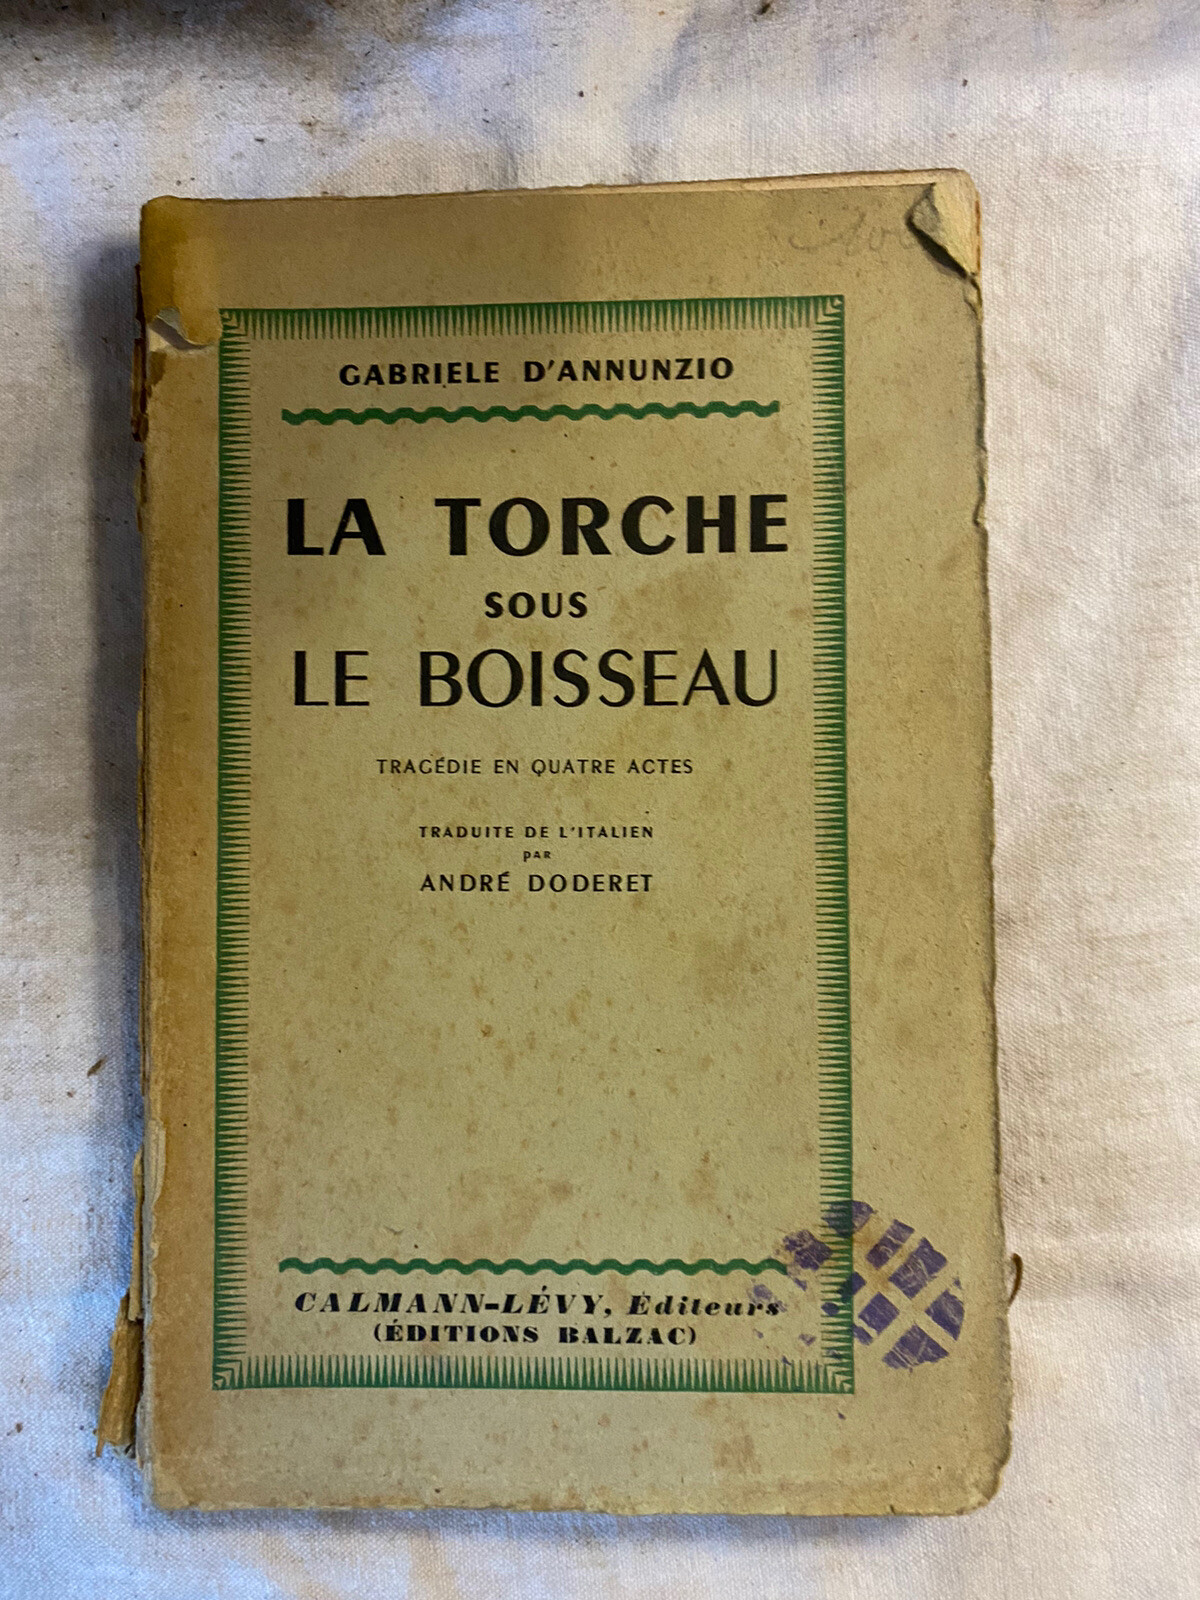 GABRIELE D'ANNUNZIO
LA TORCHE
SOUS
LE BOISSEAU
TRAGÉDIE EN QUATRE ACTES
TRADUITE DE L'ITALIEN
PAR
ANDRÉ DODERET
CALMANN-LÉVY, Éditeurs
(ÉDITIONS BALZAC)